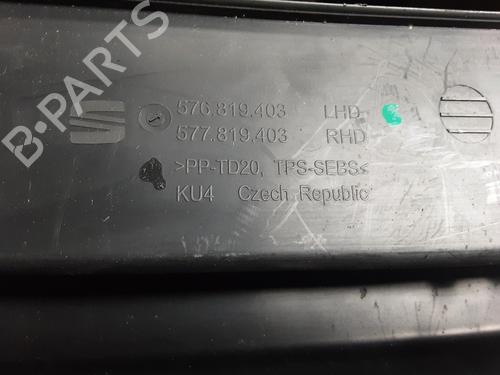 B-PARTS
576.819.403 LHD
577.819.403 RHD
>PP-TD20, TPS-SEBS<
KU4 Czech Republic